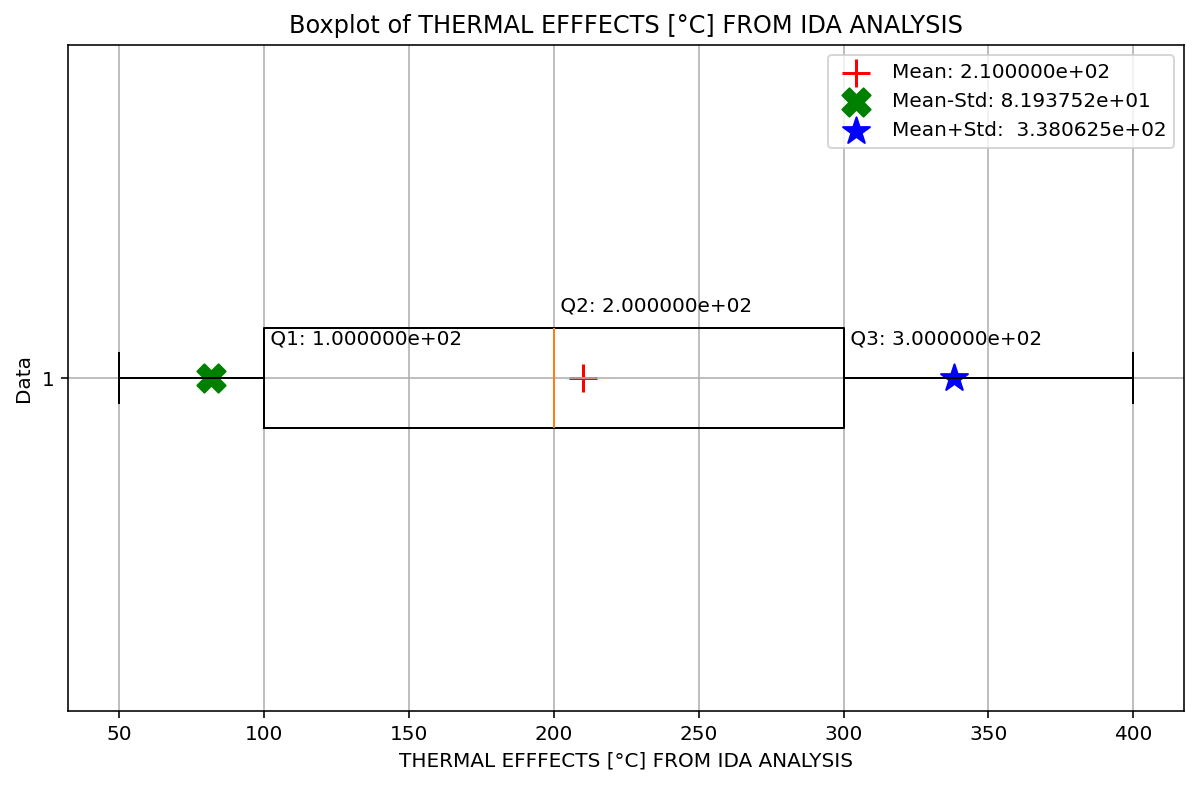 Boxplot of THERMAL EFFFECTS [°C] FROM IDA ANALYSIS
Mean: 2.100000e+02
Mean-Std: 8.193752e+01
Mean+Std:  3.380625e+02
Q2: 2.000000e+02
Q1: 1.000000e+02
Q3: 3.000000e+02
Data
1
50 100 150 200 250 300 350 400
THERMAL EFFFECTS [°C] FROM IDA ANALYSIS